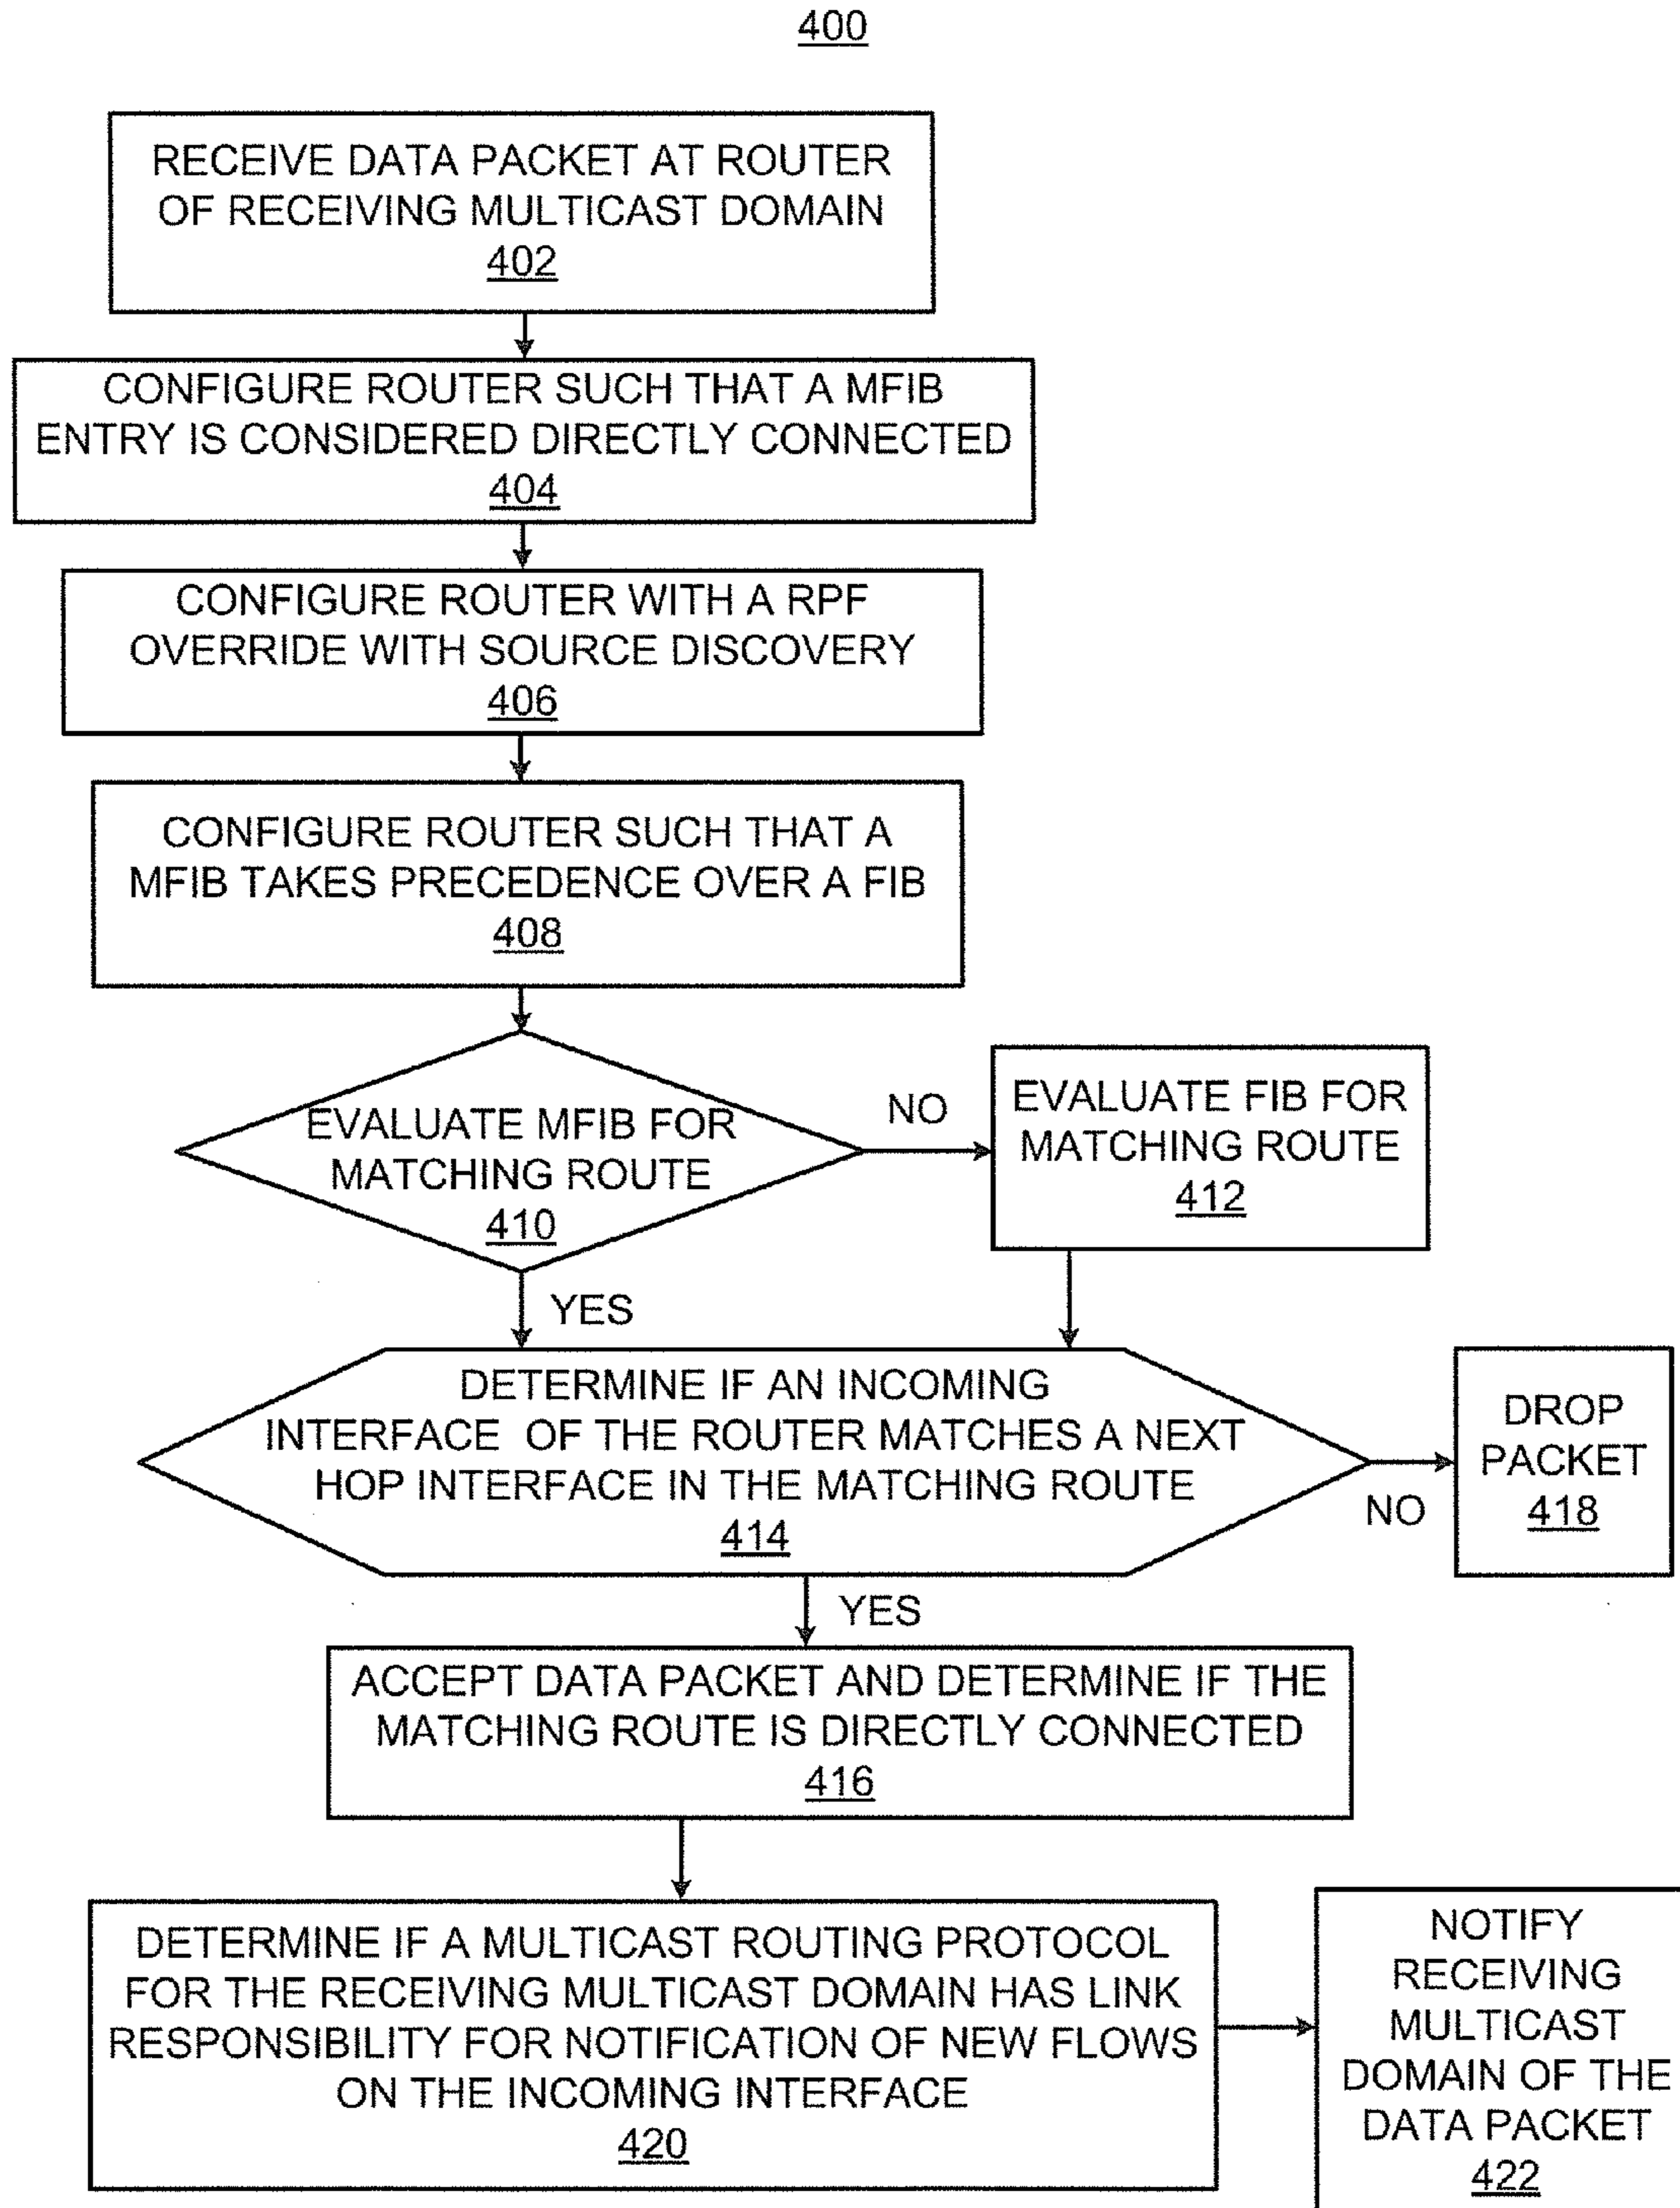 400
RECEIVE DATA PACKET AT ROUTER
OF RECEIVING MULTICAST DOMAIN
402
CONFIGURE ROUTER SUCH THAT A MFIB
ENTRY IS CONSIDERED DIRECTLY CONNECTED
404
CONFIGURE ROUTER WITH A RPF
OVERRIDE WITH SOURCE DISCOVERY
406
CONFIGURE ROUTER SUCH THAT A
MFIB TAKES PRECEDENCE OVER A FIB
408
EVALUATE MFIB FOR
MATCHING ROUTE
410
NO
EVALUATE FIB FOR
MATCHING ROUTE
412
YES
DETERMINE IF AN INCOMING
INTERFACE OF THE ROUTER MATCHES A NEXT
HOP INTERFACE IN THE MATCHING ROUTE
414
NO
DROP
PACKET
418
YES
ACCEPT DATA PACKET AND DETERMINE IF THE
MATCHING ROUTE IS DIRECTLY CONNECTED
416
DETERMINE IF A MULTICAST ROUTING PROTOCOL
FOR THE RECEIVING MULTICAST DOMAIN HAS LINK
RESPONSIBILITY FOR NOTIFICATION OF NEW FLOWS
ON THE INCOMING INTERFACE
420
NOTIFY
RECEIVING
MULTICAST
DOMAIN OF THE
DATA PACKET
422